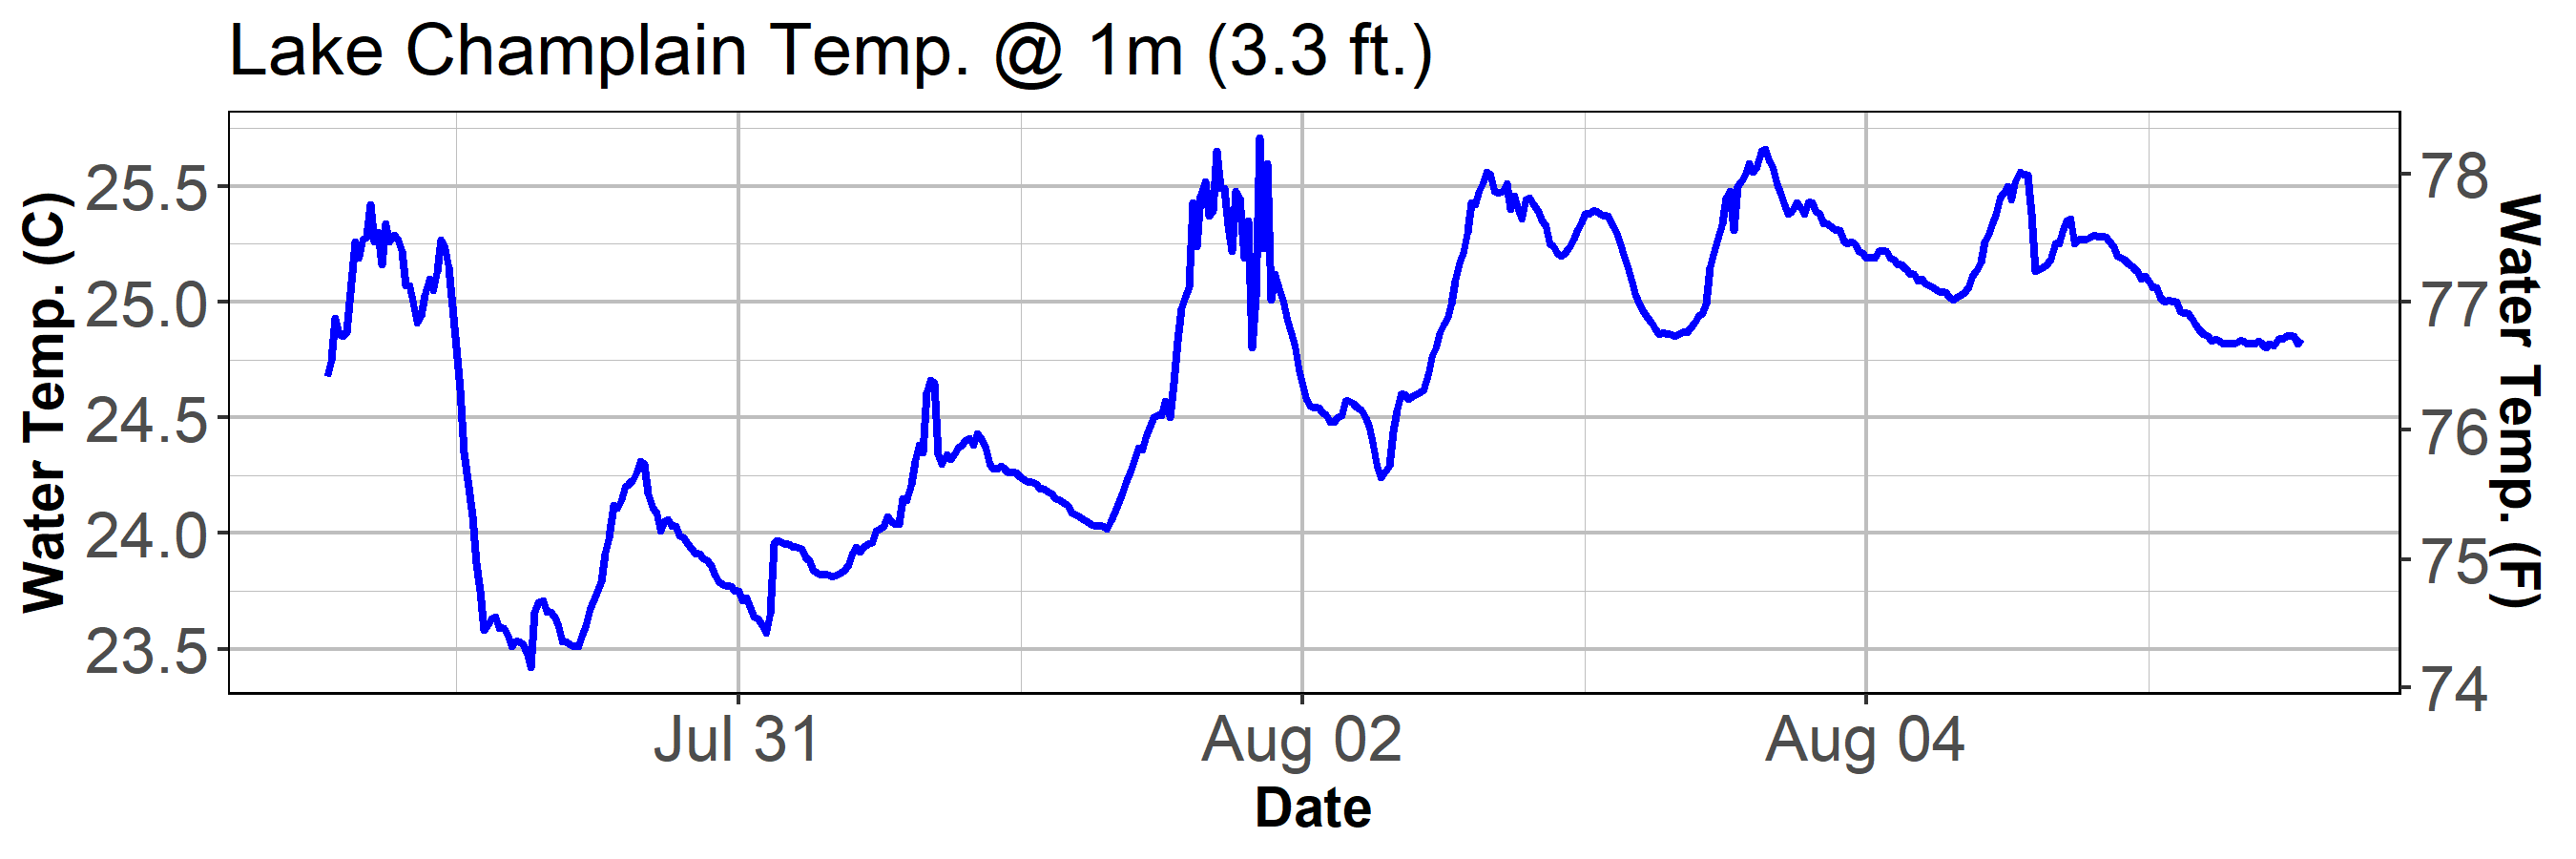 Lake Champlain Temp. @ 1m (3.3 ft.)
Water Temp. (C)
25.5
25.0
24.5
24.0
23.5
78
77
76
75
74
Water Temp. (F)
Jul 31
Aug 02
Aug 04
Date